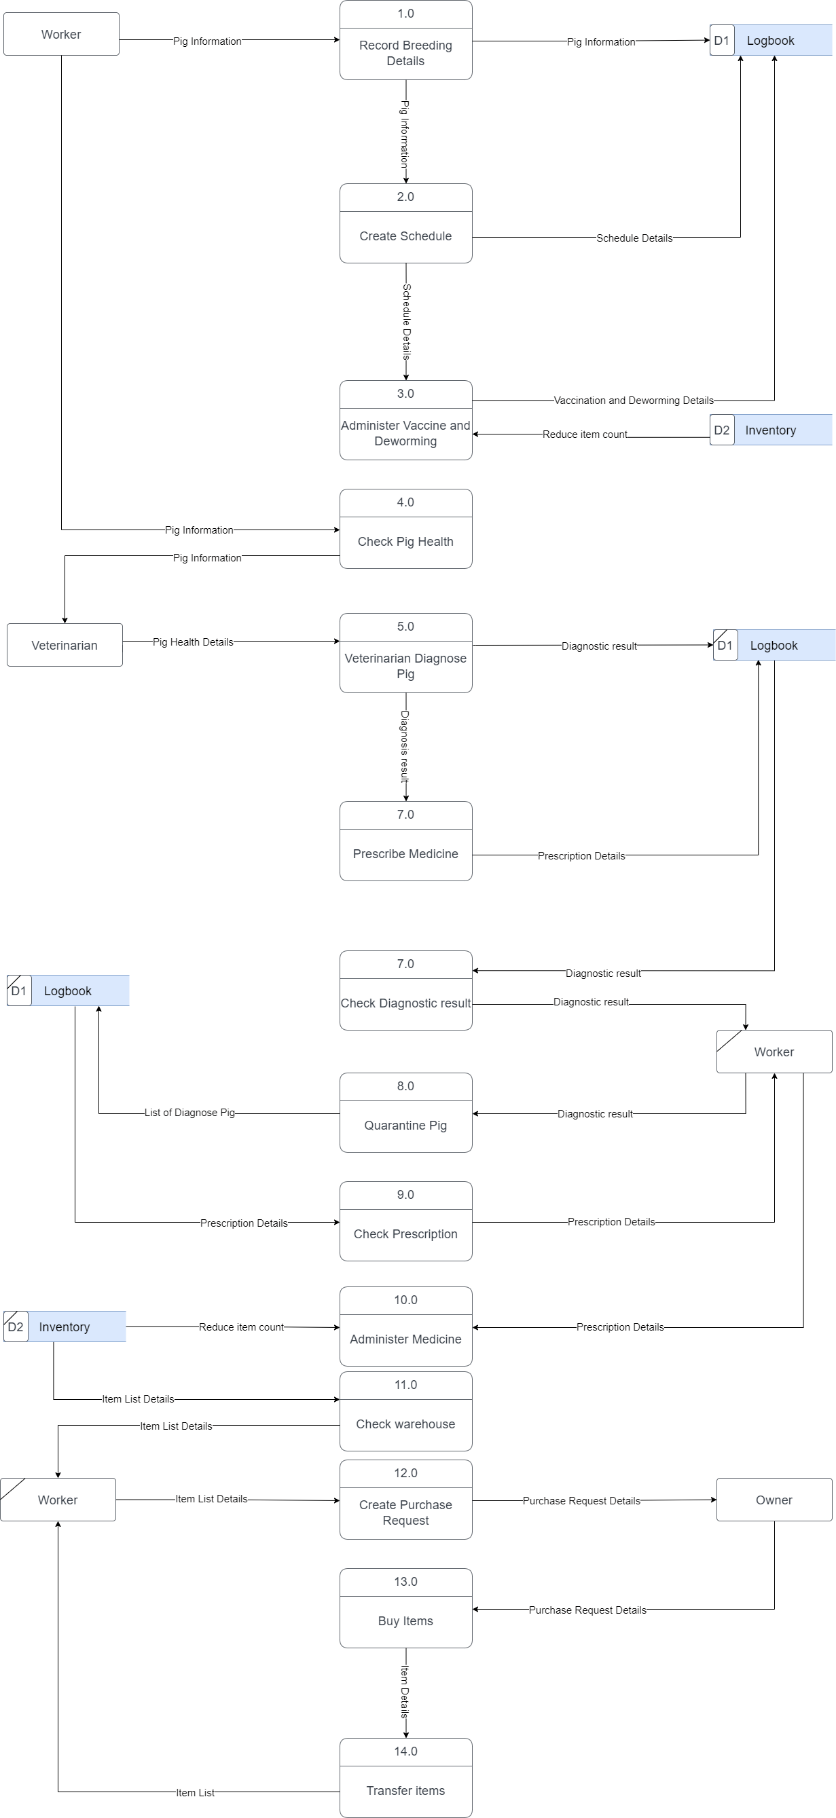 1.0
Worker
Pig Information
Record Breeding
Details
Pig Information
D1
Logbook
Pig Information
2.0
Create Schedule
Schedule Details
Schedule Details
3.0
Administer Vaccine and
Deworming
Vaccination and Deworming Details
Reduce item count
D2
Inventory
4.0
Check Pig Health
Pig Information
Pig Information
Veterinarian
Pig Health Details
5.0
Veterinarian Diagnose
Pig
Diagnostic result
D1
Logbook
Diagnosis result
7.0
Prescribe Medicine
Prescription Details
7.0
Check Diagnostic result
Diagnostic result
Diagnostic result
D1
Logbook
Worker
8.0
Quarantine Pig
List of Diagnose Pig
Diagnostic result
9.0
Check Prescription
Prescription Details
Prescription Details
10.0
Administer Medicine
D2
Inventory
Reduce item count
Prescription Details
11.0
Check warehouse
Item List Details
Item List Details
Worker
Item List Details
12.0
Create Purchase
Request
Purchase Request Details
Owner
13.0
Buy Items
Purchase Request Details
Item Details
14.0
Transfer items
Item List